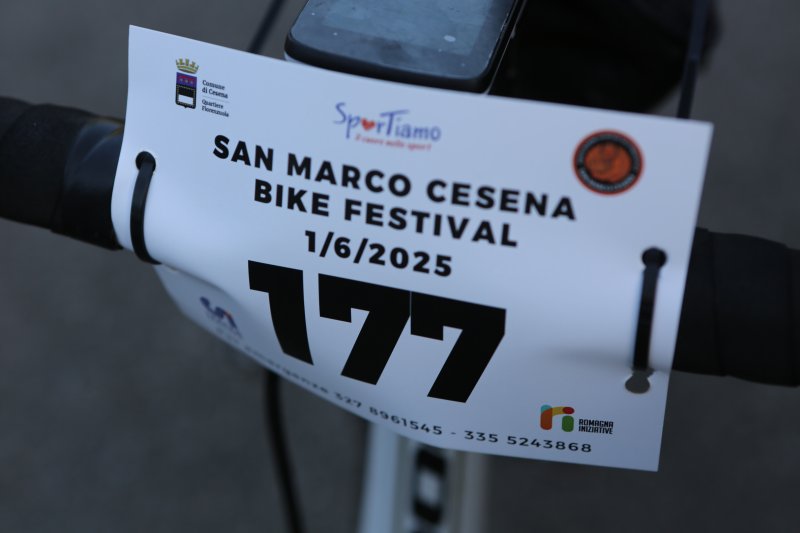 Comune
di Cesena
Quartiere
Fiorenzuola
SporTiamo
il cuore nello sport
SAN MARCO CESENA
BIKE FESTIVAL
1/6/2025
177
emergenze 327 8961545 - 335 5243868
ROMAGNA
INIZIATIVE